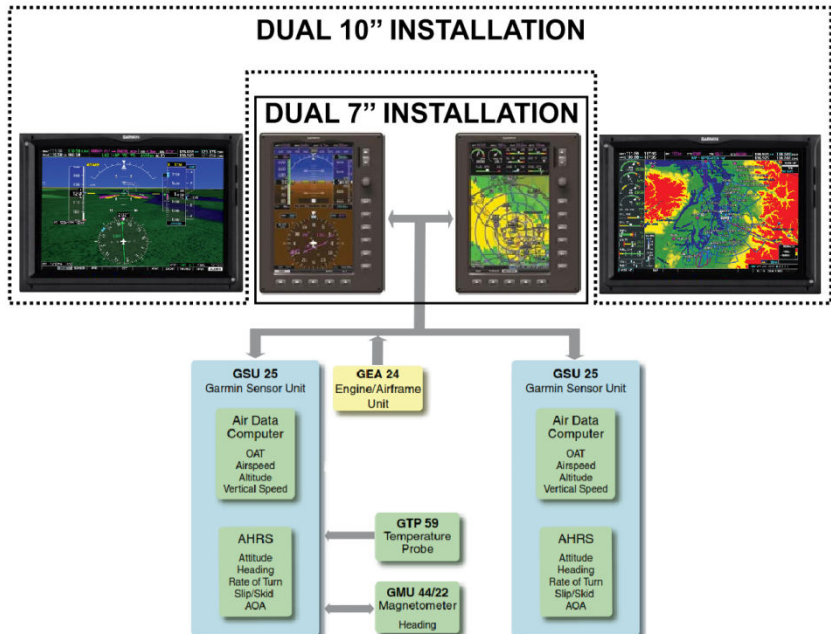 DUAL 10” INSTALLATION
DUAL 7” INSTALLATION
GARMIN
GARMIN
GARMIN
GARMIN
GSU 25
Garmin Sensor Unit
Air Data
Computer
OAT
Airspeed
Altitude
Vertical Speed
AHRS
Attitude
Heading
Rate of Turn
Slip/Skid
AOA
GEA 24
Engine/Airframe
Unit
GTP 59
Temperature
Probe
GMU 44/22
Magnetometer
Heading
GSU 25
Garmin Sensor Unit
Air Data
Computer
OAT
Airspeed
Altitude
Vertical Speed
AHRS
Attitude
Heading
Rate of Turn
Slip/Skid
AOA